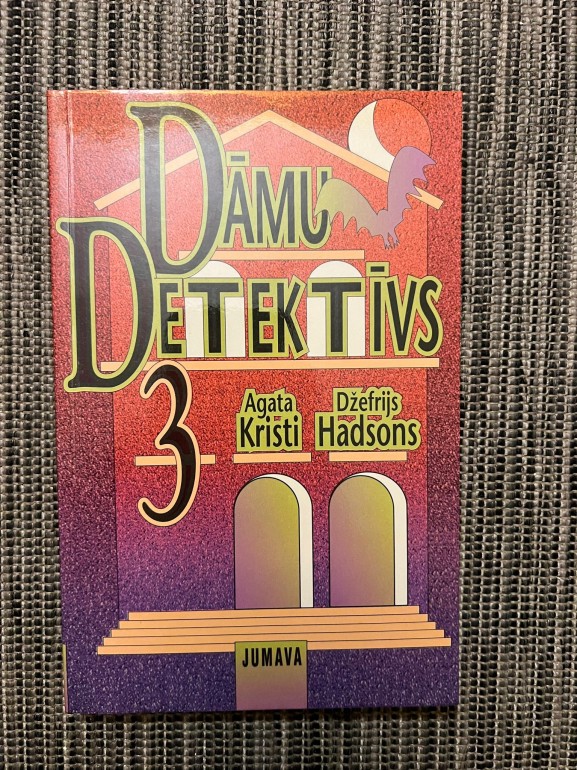 DĀMU
DETEKTĪVS
3
Agata
Kristi
Džefrijs
Hadsons
JUMAVA